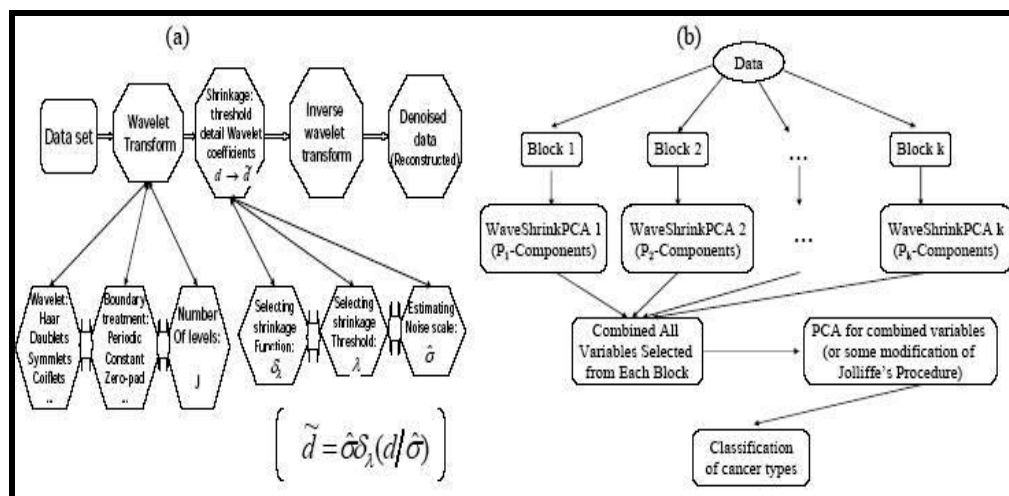 (a)
Data set
Wavelet
Transform
Shrinkage:
threshold
detail Wavelet
coefficients
d → d̃
Inverse
wavelet
transform
Denoised
data
(Reconstructed)
Wavelet:
Haar
Daublets
Symmlets
Coiflets
...
Boundary
treatment:
Periodic
Constant
Zero-pad
...
Number
Of levels:
J
Selecting
shrinkage
Function:
δ_λ
Selecting
shrinkage
Threshold:
λ
Estimating
Noise scale:
σ̂
d̃ = σ̂δ_λ(d/σ̂)
(b)
Data
Block 1
Block 2
...
Block k
WaveShrinkPCA 1
(P₁-Components)
WaveShrinkPCA 2
(P₂-Components)
...
WaveShrinkPCA k
(Pₖ-Components)
Combined All
Variables Selected
from Each Block
PCA for combined variables
(or some modification of
Jolliffe's Procedure)
Classification
of cancer types